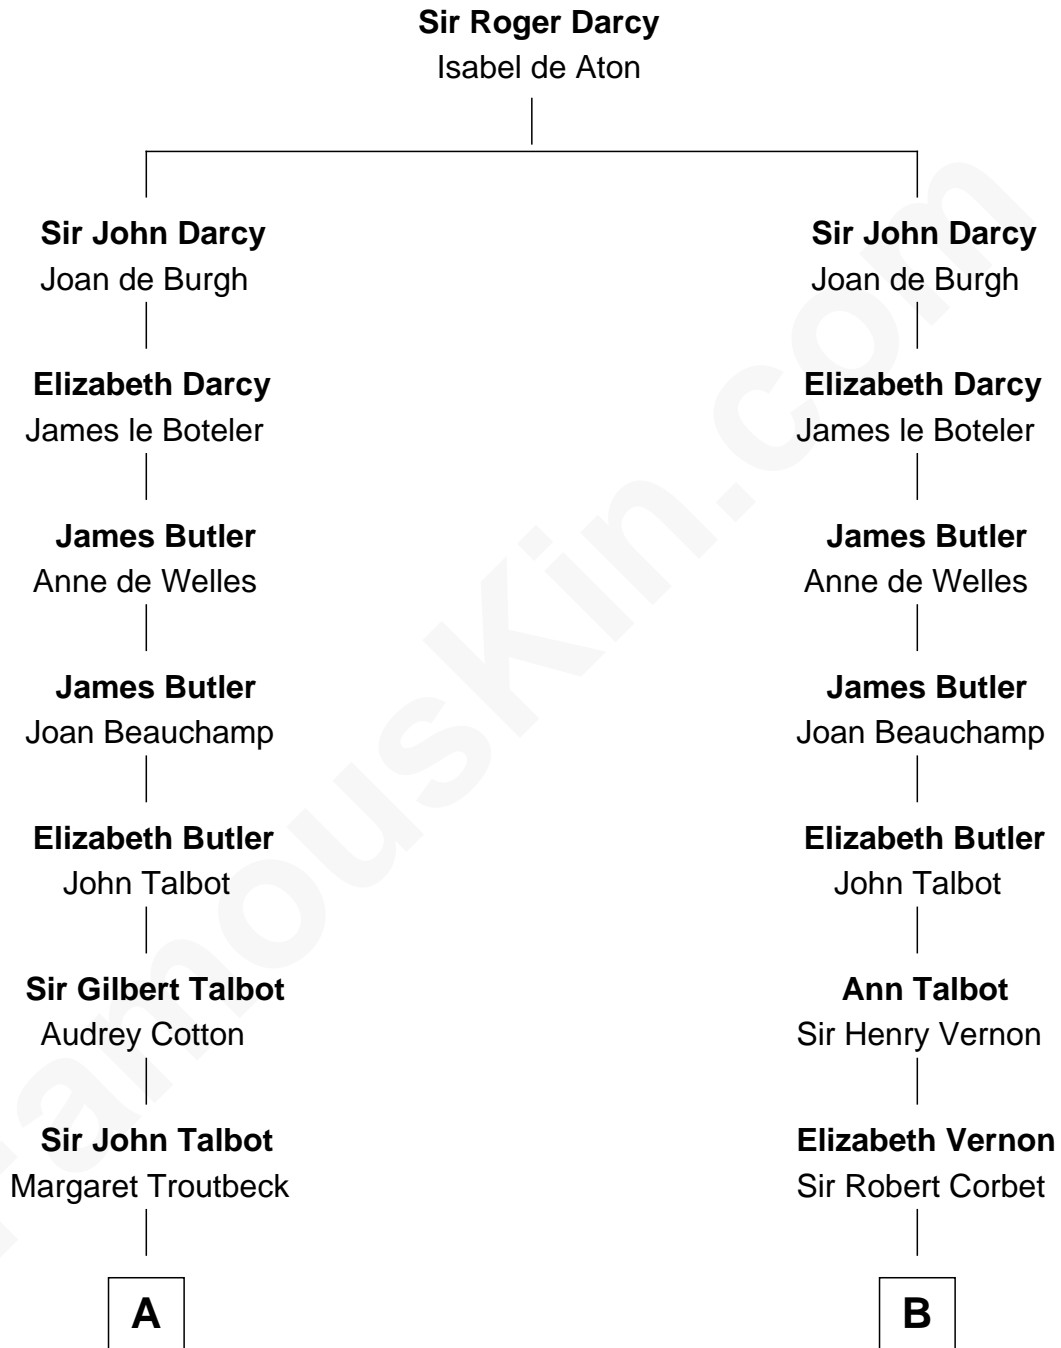 Sir Roger Darcy
Isabel de Aton
Sir John Darcy
Joan de Burgh
Elizabeth Darcy
James le Boteler
James Butler
Anne de Welles
James Butler
Joan Beauchamp
Elizabeth Butler
John Talbot
Sir Gilbert Talbot
Audrey Cotton
Sir John Talbot
Margaret Troutbeck
A
Sir John Darcy
Joan de Burgh
Elizabeth Darcy
James le Boteler
James Butler
Anne de Welles
James Butler
Joan Beauchamp
Elizabeth Butler
John Talbot
Ann Talbot
Sir Henry Vernon
Elizabeth Vernon
Sir Robert Corbet
B
FamousKin.com